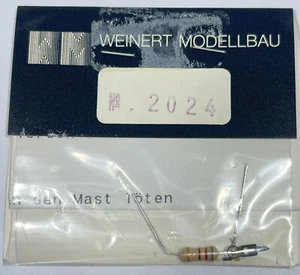 WEINERT MODELLBAU
№. 2024
den Mast löten